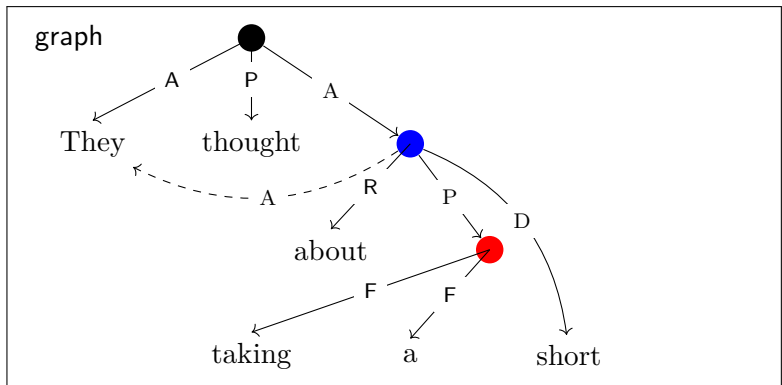 graph
A P A
They thought
A R P D
about
F F
taking a short